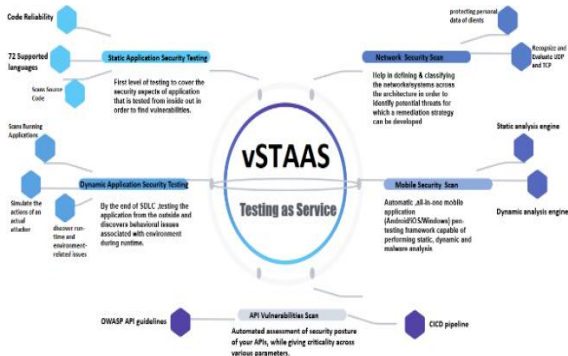 Code Reliability
72 Supported
languages
Scans Source
Code
Static Application Security Testing
First level of testing to cover the
security aspects of application
that is tested from inside out in
order to find vulnerabilities.
protecting personal
data of clients
Recognize and
Evaluate UDP
and TCP
Network Security Scan
Help in defining & classifying
the networks/systems across
the architecture in order to
identify potential threats for
which a remediation strategy
can be developed
vSTAAS
Testing as Service
Scans Running
Applications
Simulate the
actions of an
actual
attacker
discover run-
time and environment-
related issues
Dynamic Application Security Testing
By the end of SDLC ,testing the
application from the outside and
discovers behavioral issues
associated with environment
during runtime.
Static analysis engine
Dynamic analysis engine
Mobile Security Scan
Automatic ,all-in-one mobile
application
(Android/iOS/Windows) pen-
testing framework capable of
performing static, dynamic and
malware analysis
OWASP API guidelines
API Vulnerabilities Scan
CICD pipeline
Automated assessment of security posture
of your APIs, while giving criticality across
various parameters.